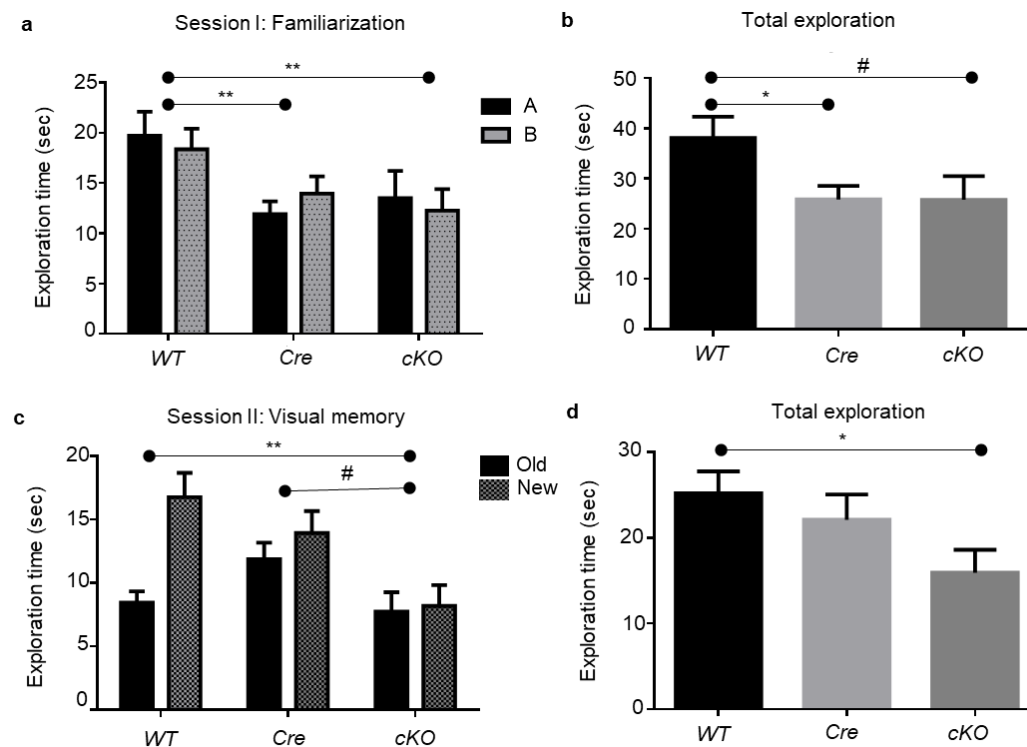 a
Session I: Familiarization
**
**
25
20
15
10
5
0
Exploration time (sec)
A
B
WT
Cre
cKO
b
Total exploration
#
*
50
40
30
20
10
0
Exploration time (sec)
WT
Cre
cKO
c
Session II: Visual memory
**
#
20
15
10
5
0
Exploration time (sec)
Old
New
WT
Cre
cKO
d
Total exploration
*
30
20
10
0
Exploration time (sec)
WT
Cre
cKO